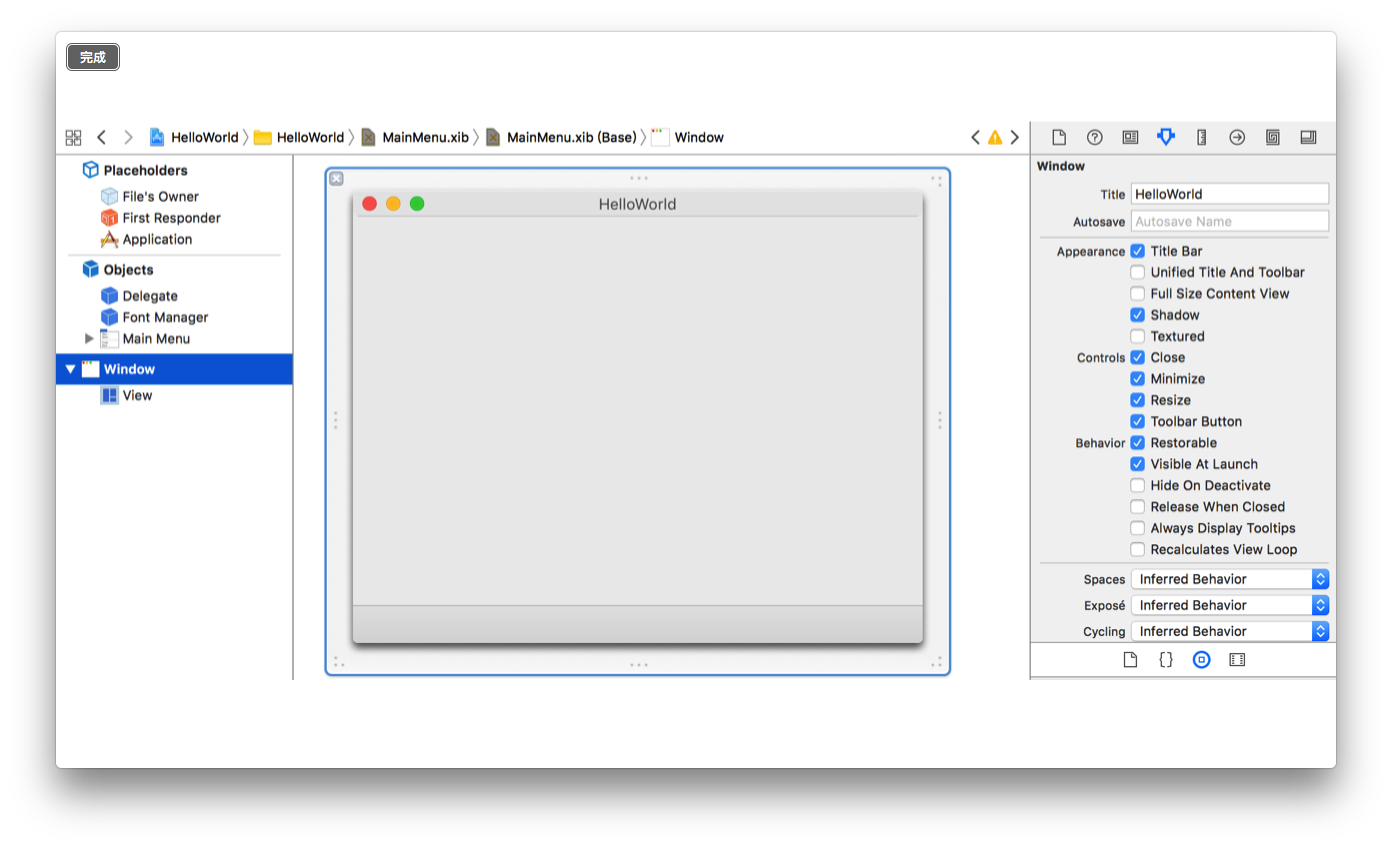 完成
HelloWorld HelloWorld MainMenu.xib MainMenu.xib (Base) Window
Placeholders
File's Owner
First Responder
Application
Objects
Delegate
Font Manager
Main Menu
Window
View
HelloWorld
Window
Title HelloWorld
Autosave Autosave Name
Appearance Title Bar
Unified Title And Toolbar
Full Size Content View
Shadow
Textured
Controls Close
Minimize
Resize
Toolbar Button
Behavior Restorable
Visible At Launch
Hide On Deactivate
Release When Closed
Always Display Tooltips
Recalculates View Loop
Spaces Inferred Behavior
Exposé Inferred Behavior
Cycling Inferred Behavior